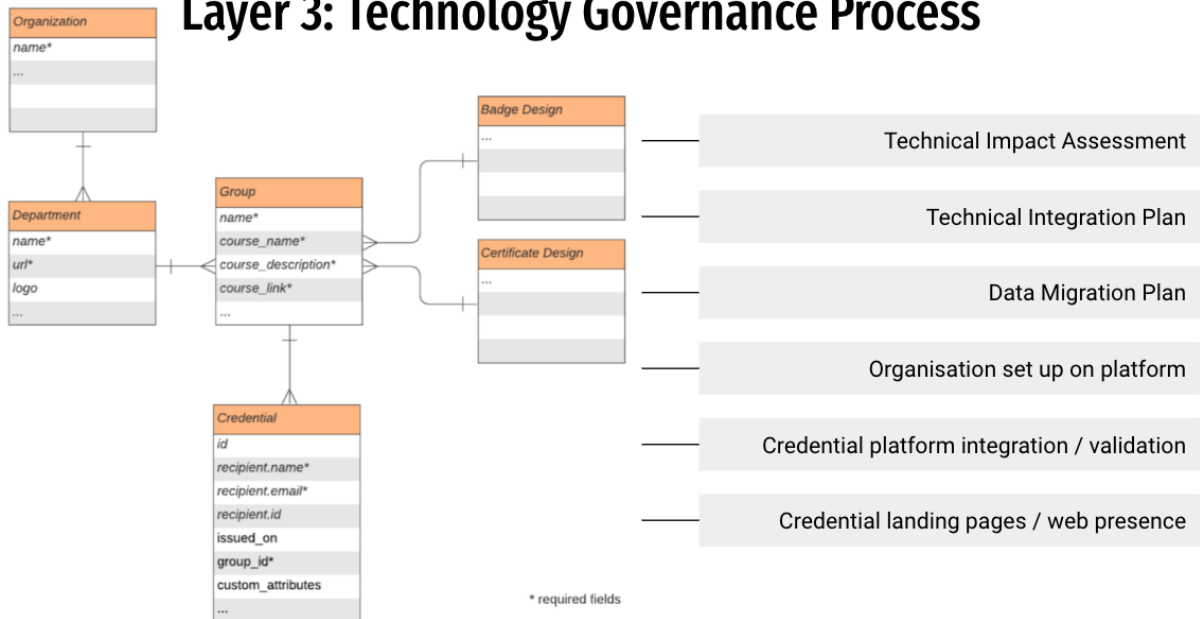 Layer 3: Technology Governance Process
Organization
name*
...
Department
name*
url*
logo
...
Group
name*
course_name*
course_description*
course_link*
...
Credential
id
recipient.name*
recipient.email*
recipient.id
issued_on
group_id*
custom_attributes
...
Badge Design
...
Certificate Design
...
* required fields
Technical Impact Assessment
Technical Integration Plan
Data Migration Plan
Organisation set up on platform
Credential platform integration / validation
Credential landing pages / web presence